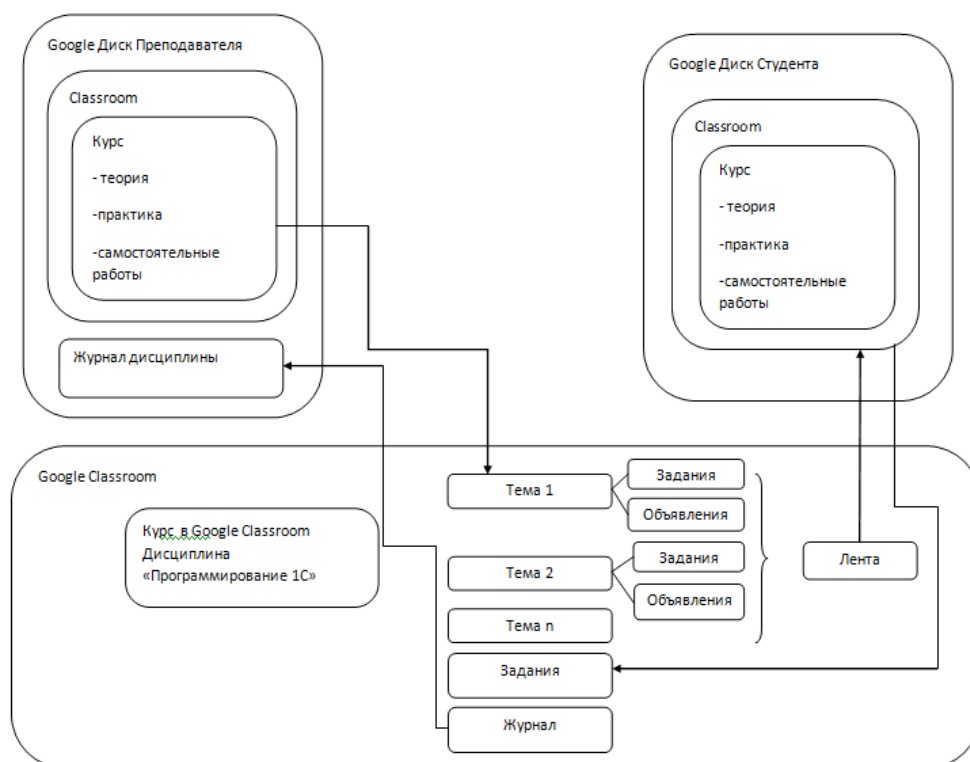 Google Диск Преподавателя
Classroom
Курс
- теория
-практика
-самостоятельные
работы
Журнал дисциплины
Google Диск Студента
Classroom
Курс
- теория
-практика
-самостоятельные
работы
Google Classroom
Курс в Google Classroom
Дисциплина
«Программирование 1С»
Тема 1
Задания
Объявления
Тема 2
Задания
Объявления
Тема n
Задания
Журнал
Лента